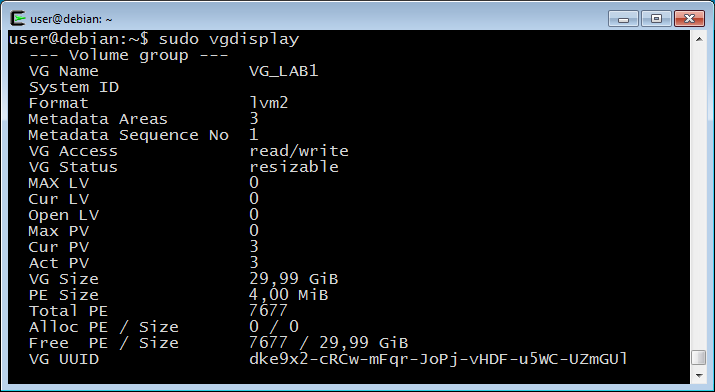 user@debian: ~
user@debian:~$ sudo vgdisplay
--- Volume group ---
VG Name VG_LAB1
System ID
Format lvm2
Metadata Areas 3
Metadata Sequence No 1
VG Access read/write
VG Status resizable
MAX LV 0
Cur LV 0
Open LV 0
Max PV 0
Cur PV 3
Act PV 3
VG Size 29,99 GiB
PE Size 4,00 MiB
Total PE 7677
Alloc PE / Size 0 / 0
Free  PE / Size 7677 / 29,99 GiB
VG UUID dke9x2-cRCw-mFqr-JoPj-vHDF-u5WC-UZmGUl